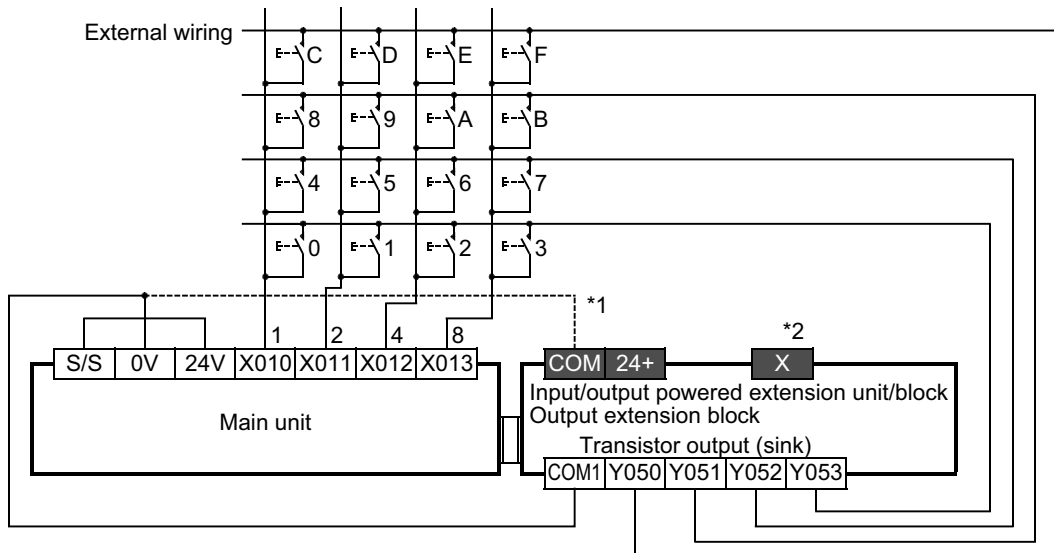 External wiring
C D E F
8 9 A B
4 5 6 7
0 1 2 3
*1
1 2 4 8
*2
S/S 0V 24V X010 X011 X012 X013
COM 24+ X
Input/output powered extension unit/block
Output extension block
Main unit
Transistor output (sink)
COM1 Y050 Y051 Y052 Y053